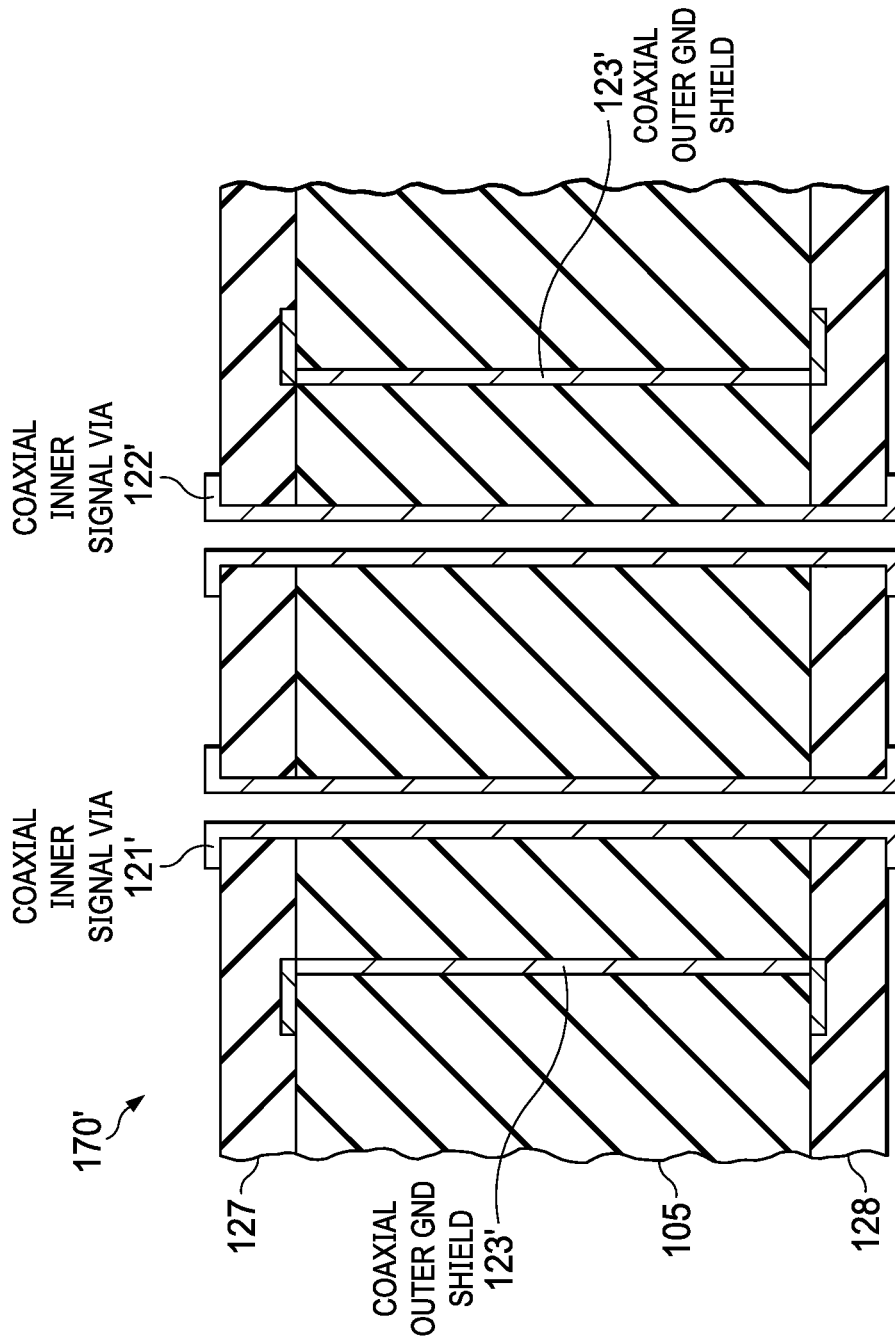 170'
COAXIAL
INNER
SIGNAL VIA
121'
COAXIAL
INNER
SIGNAL VIA
122'
127
105
128
COAXIAL
OUTER GND
SHIELD
123'
123'
COAXIAL
OUTER GND
SHIELD